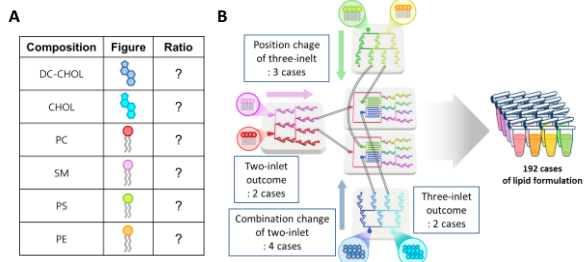 A
Composition Figure Ratio
DC-CHOL ?
CHOL ?
PC ?
SM ?
PS ?
PE ?
B
Position chage
of three-inelt
: 3 cases
Two-inlet
outcome
: 2 cases
Combination change
of two-inlet
: 4 cases
Three-inlet
outcome
: 2 cases
192 cases
of lipid formulation